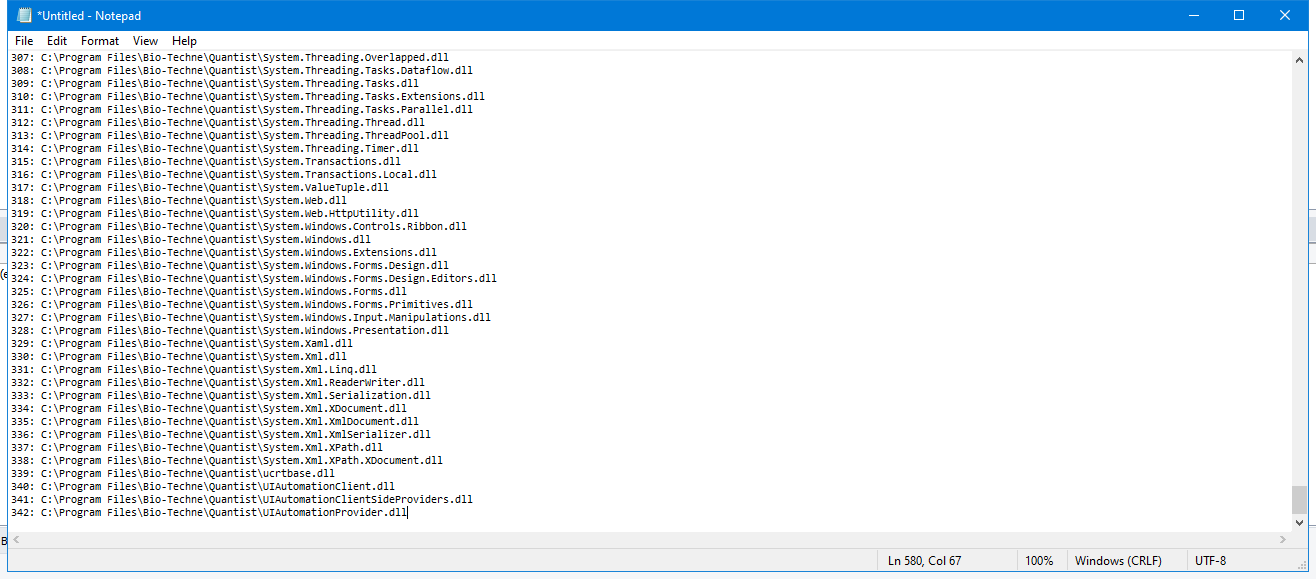 *Untitled - Notepad
File Edit Format View Help
307: C:\Program Files\Bio-Techne\Quantist\System.Threading.Overlapped.dll
308: C:\Program Files\Bio-Techne\Quantist\System.Threading.Tasks.Dataflow.dll
309: C:\Program Files\Bio-Techne\Quantist\System.Threading.Tasks.dll
310: C:\Program Files\Bio-Techne\Quantist\System.Threading.Tasks.Extensions.dll
311: C:\Program Files\Bio-Techne\Quantist\System.Threading.Tasks.Parallel.dll
312: C:\Program Files\Bio-Techne\Quantist\System.Threading.Thread.dll
313: C:\Program Files\Bio-Techne\Quantist\System.Threading.ThreadPool.dll
314: C:\Program Files\Bio-Techne\Quantist\System.Threading.Timer.dll
315: C:\Program Files\Bio-Techne\Quantist\System.Transactions.dll
316: C:\Program Files\Bio-Techne\Quantist\System.Transactions.Local.dll
317: C:\Program Files\Bio-Techne\Quantist\System.ValueTuple.dll
318: C:\Program Files\Bio-Techne\Quantist\System.Web.dll
319: C:\Program Files\Bio-Techne\Quantist\System.Web.HttpUtility.dll
320: C:\Program Files\Bio-Techne\Quantist\System.Windows.Controls.Ribbon.dll
321: C:\Program Files\Bio-Techne\Quantist\System.Windows.dll
322: C:\Program Files\Bio-Techne\Quantist\System.Windows.Extensions.dll
323: C:\Program Files\Bio-Techne\Quantist\System.Windows.Forms.Design.dll
324: C:\Program Files\Bio-Techne\Quantist\System.Windows.Forms.Design.Editors.dll
325: C:\Program Files\Bio-Techne\Quantist\System.Windows.Forms.dll
326: C:\Program Files\Bio-Techne\Quantist\System.Windows.Forms.Primitives.dll
327: C:\Program Files\Bio-Techne\Quantist\System.Windows.Input.Manipulations.dll
328: C:\Program Files\Bio-Techne\Quantist\System.Windows.Presentation.dll
329: C:\Program Files\Bio-Techne\Quantist\System.Xaml.dll
330: C:\Program Files\Bio-Techne\Quantist\System.Xml.dll
331: C:\Program Files\Bio-Techne\Quantist\System.Xml.Linq.dll
332: C:\Program Files\Bio-Techne\Quantist\System.Xml.ReaderWriter.dll
333: C:\Program Files\Bio-Techne\Quantist\System.Xml.Serialization.dll
334: C:\Program Files\Bio-Techne\Quantist\System.Xml.XDocument.dll
335: C:\Program Files\Bio-Techne\Quantist\System.Xml.XmlDocument.dll
336: C:\Program Files\Bio-Techne\Quantist\System.Xml.XmlSerializer.dll
337: C:\Program Files\Bio-Techne\Quantist\System.Xml.XPath.dll
338: C:\Program Files\Bio-Techne\Quantist\System.Xml.XPath.XDocument.dll
339: C:\Program Files\Bio-Techne\Quantist\ucrtbase.dll
340: C:\Program Files\Bio-Techne\Quantist\UIAutomationClient.dll
341: C:\Program Files\Bio-Techne\Quantist\UIAutomationClientSideProviders.dll
342: C:\Program Files\Bio-Techne\Quantist\UIAutomationProvider.dll
Ln 580, Col 67 100% Windows (CRLF) UTF-8